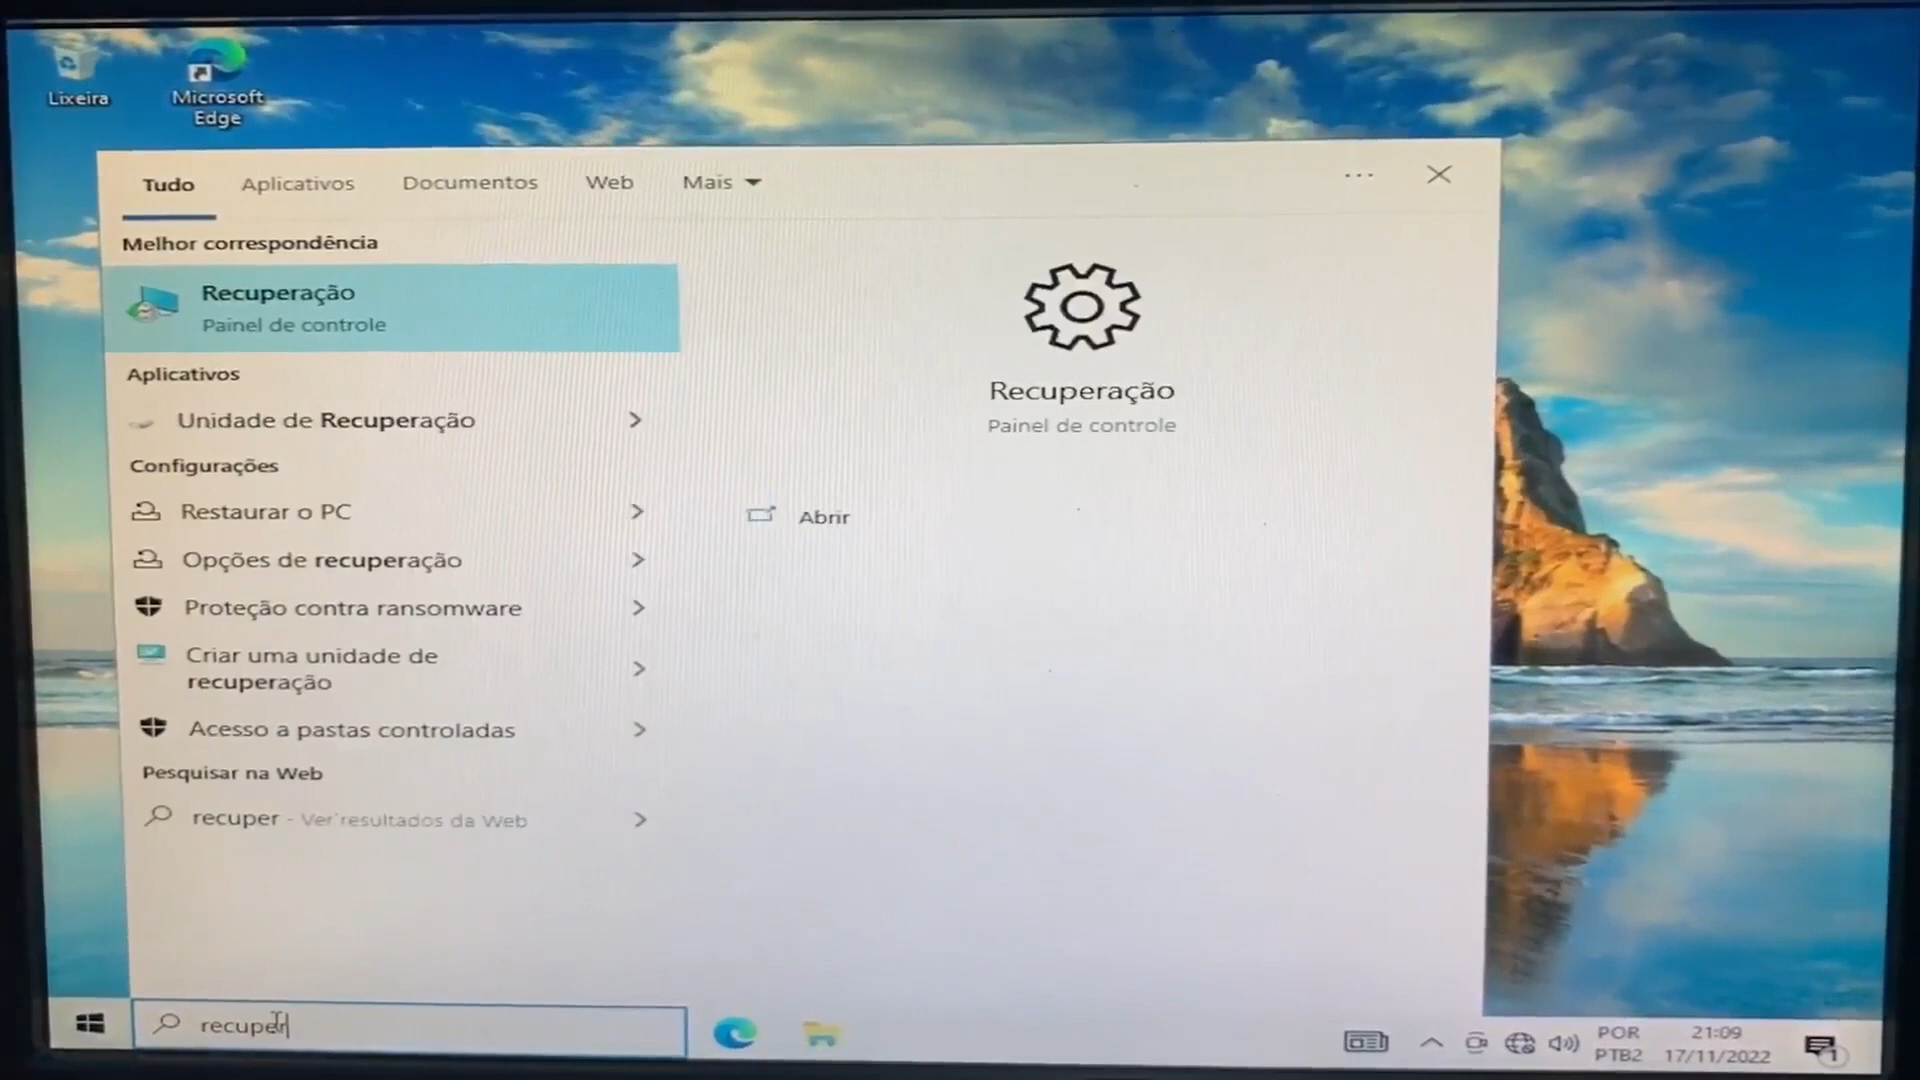 Lixeira
Microsoft
Edge
Tudo
Aplicativos
Documentos
Web
Mais
Melhor correspondência
Recuperação
Painel de controle
Aplicativos
Unidade de Recuperação
Configurações
Restaurar o PC
Opções de recuperação
Proteção contra ransomware
Criar uma unidade de
recuperação
Acesso a pastas controladas
Pesquisar na Web
recuper - Ver resultados da Web
Recuperação
Painel de controle
Abrir
recuper
POR
PTB2
21:09
17/11/2022
1